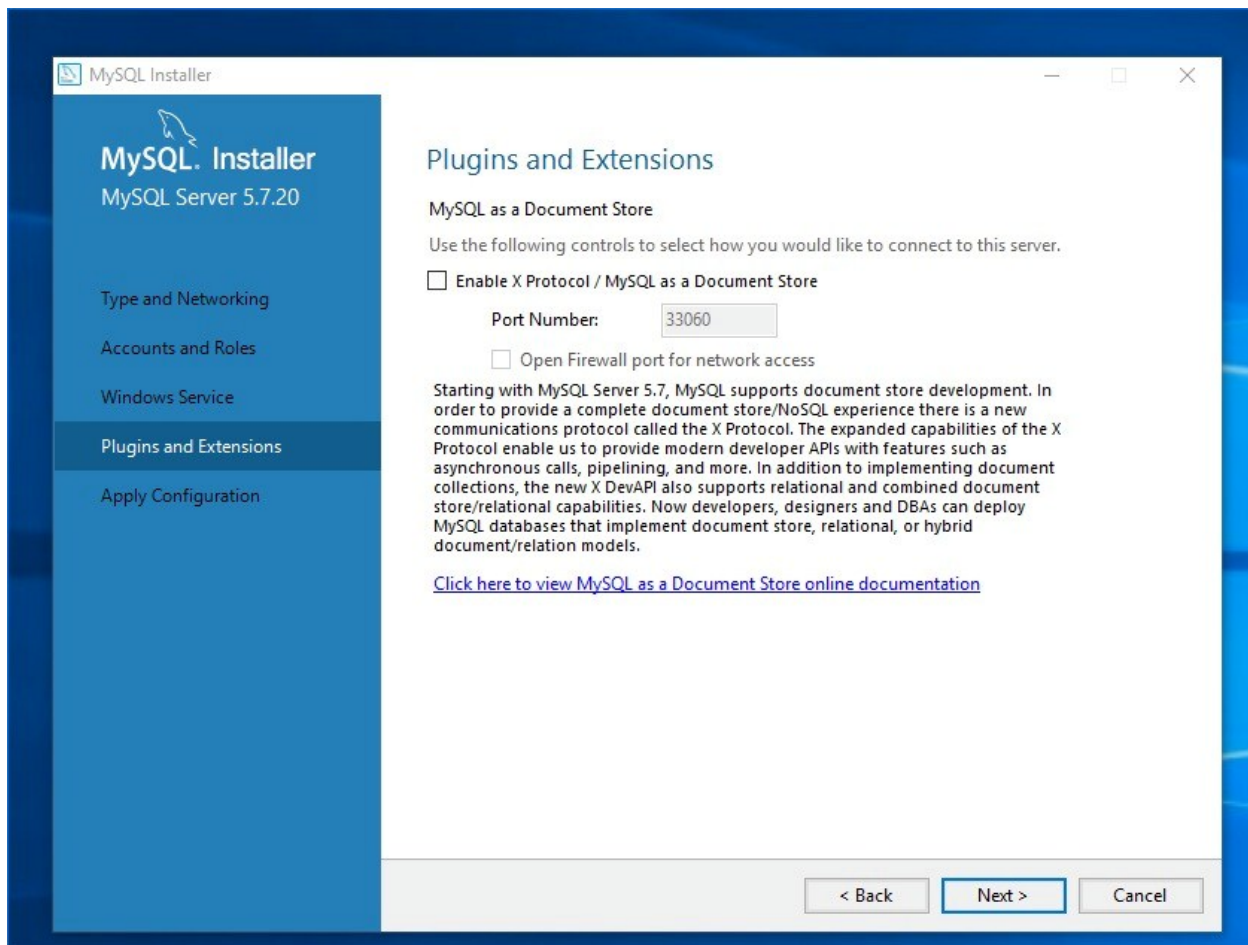 MySQL Installer
MySQL. Installer
MySQL Server 5.7.20
Type and Networking
Accounts and Roles
Windows Service
Plugins and Extensions
Apply Configuration
Plugins and Extensions
MySQL as a Document Store
Use the following controls to select how you would like to connect to this server.
Enable X Protocol / MySQL as a Document Store
Port Number: 33060
Open Firewall port for network access
Starting with MySQL Server 5.7, MySQL supports document store development. In
order to provide a complete document store/NoSQL experience there is a new
communications protocol called the X Protocol. The expanded capabilities of the X
Protocol enable us to provide modern developer APIs with features such as
asynchronous calls, pipelining, and more. In addition to implementing document
collections, the new X DevAPI also supports relational and combined document
store/relational capabilities. Now developers, designers and DBAs can deploy
MySQL databases that implement document store, relational, or hybrid
document/relation models.
Click here to view MySQL as a Document Store online documentation
< Back Next > Cancel